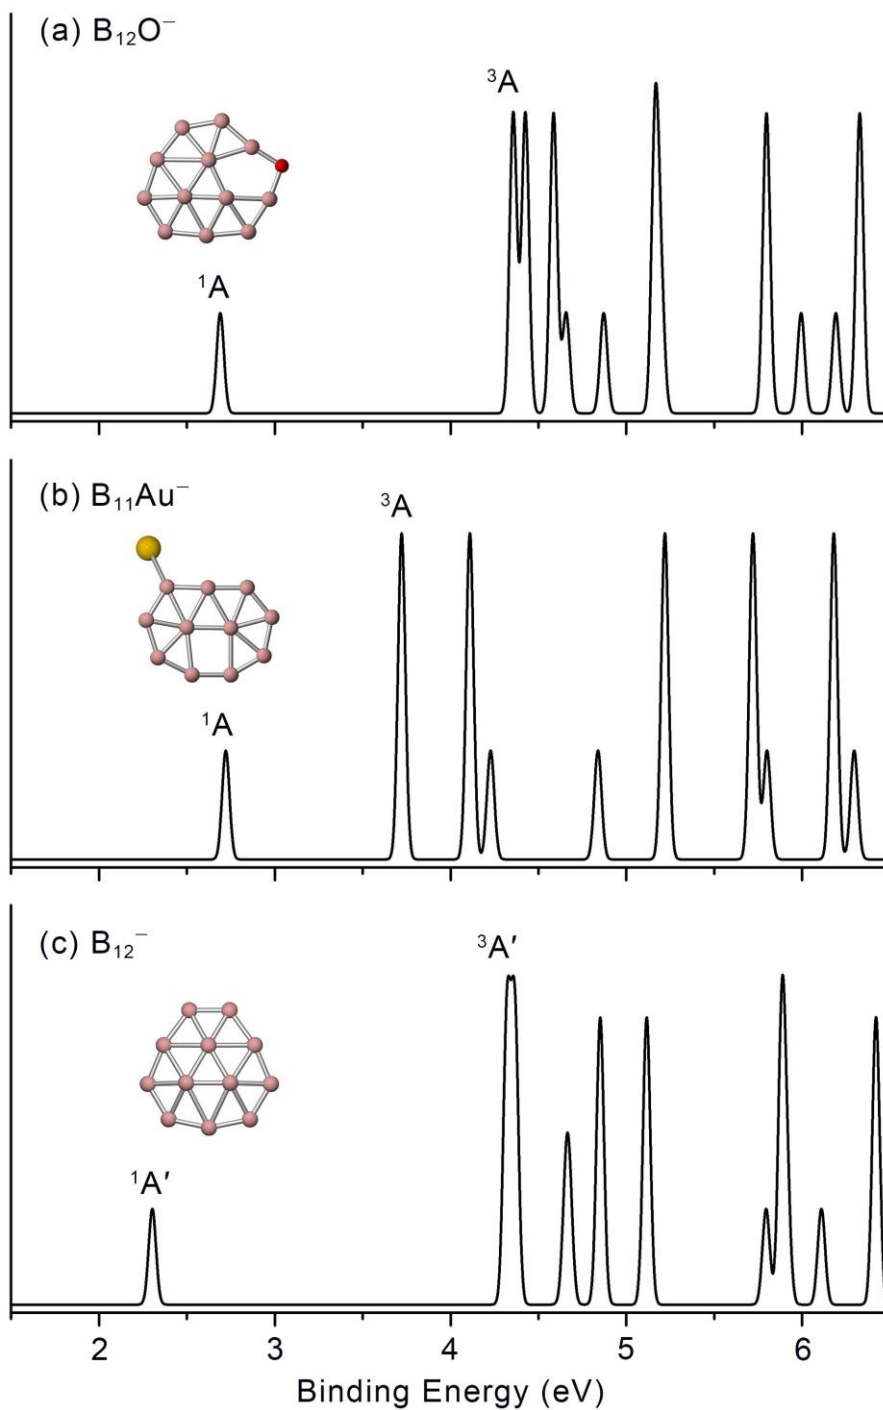 (a) B₁₂O⁻
³A
¹A
(b) B₁₁Au⁻
³A
¹A
(c) B₁₂⁻
³A′
¹A′
2 3 4 5 6
Binding Energy (eV)